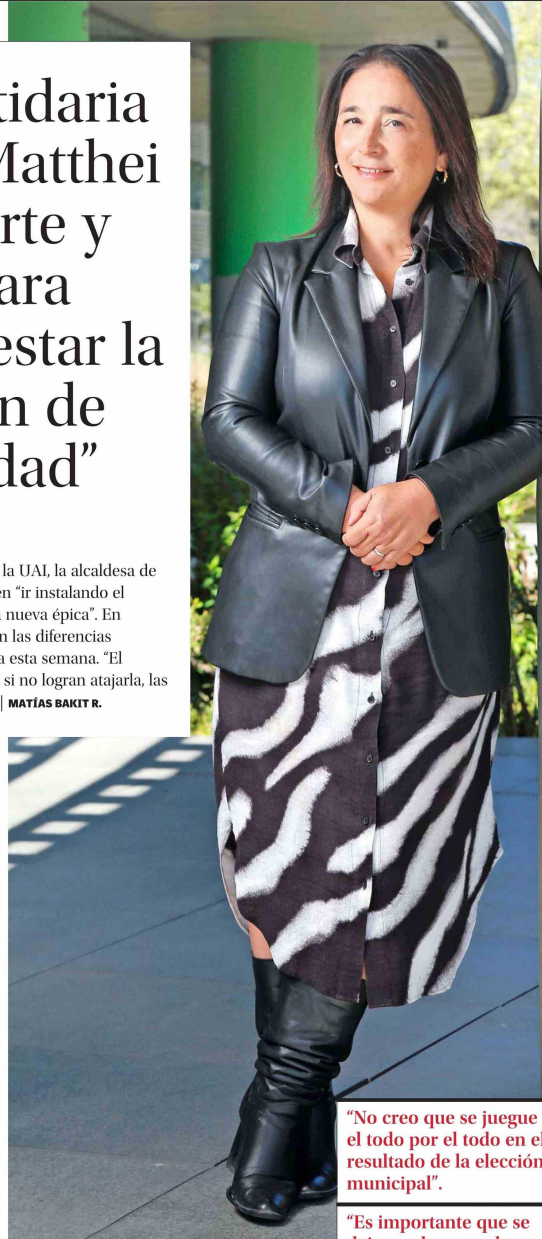 tidaria
Matthei
rte y
ara
estar la
n de
dad”
la UAI, la alcaldesa de
en “ir instalando el
nueva épica”. En
n las diferencias
a esta semana. “El
si no logran atajarla, las
| MATÍAS BAKIT R.
“No creo que se juegue
el todo por el todo en el
resultado de la elección
municipal”.
“Es importante que se